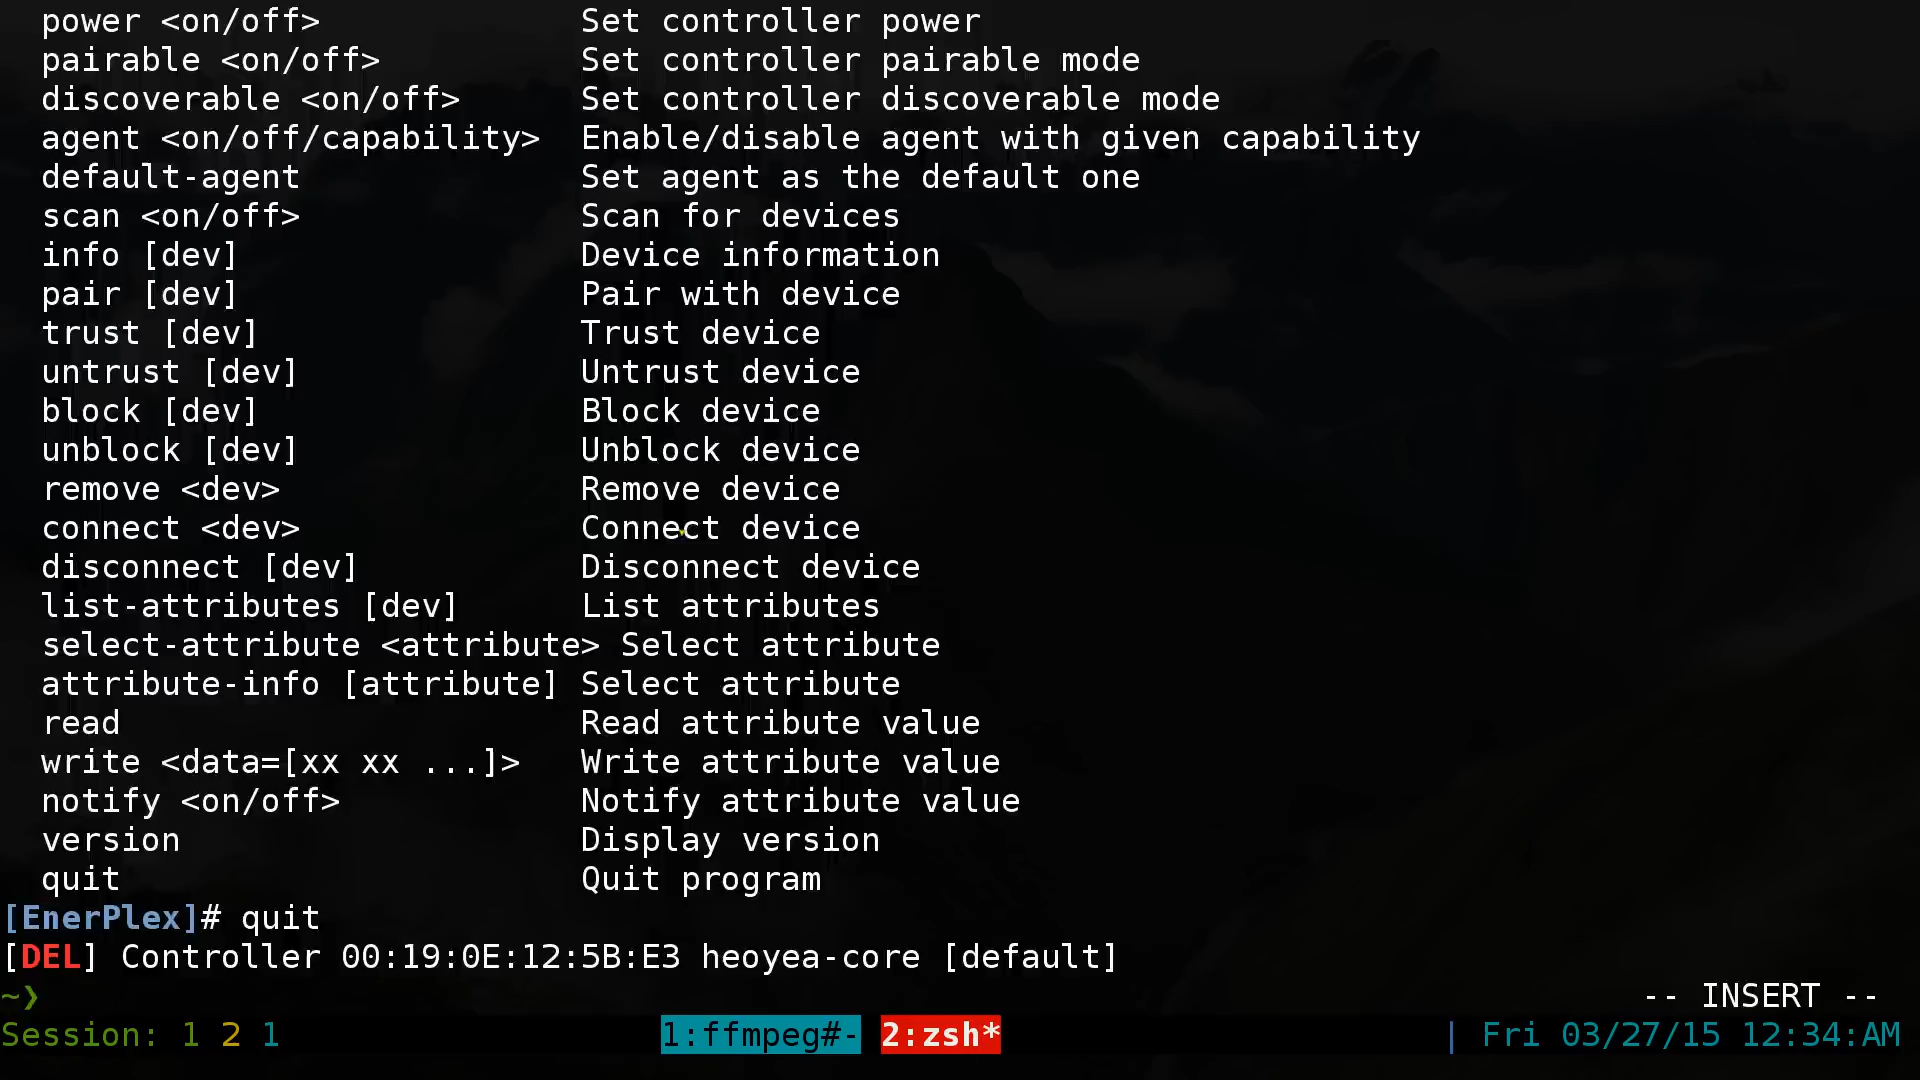 power <on/off>             Set controller power
pairable <on/off>          Set controller pairable mode
discoverable <on/off>      Set controller discoverable mode
agent <on/off/capability>  Enable/disable agent with given capability
default-agent              Set agent as the default one
scan <on/off>              Scan for devices
info [dev]                 Device information
pair [dev]                 Pair with device
trust [dev]                Trust device
untrust [dev]              Untrust device
block [dev]                Block device
unblock [dev]              Unblock device
remove <dev>               Remove device
connect <dev>              Connect device
disconnect [dev]           Disconnect device
list-attributes [dev]      List attributes
select-attribute <attribute> Select attribute
attribute-info [attribute] Select attribute
read                       Read attribute value
write <data=[xx xx ...]>   Write attribute value
notify <on/off>            Notify attribute value
version                    Display version
quit                       Quit program
[EnerPlex]# quit
[DEL] Controller 00:19:0E:12:5B:E3 heoyea-core [default]
~❯ -- INSERT --
Session: 1 2 1 1:ffmpeg#- 2:zsh* | Fri 03/27/15 12:34:AM